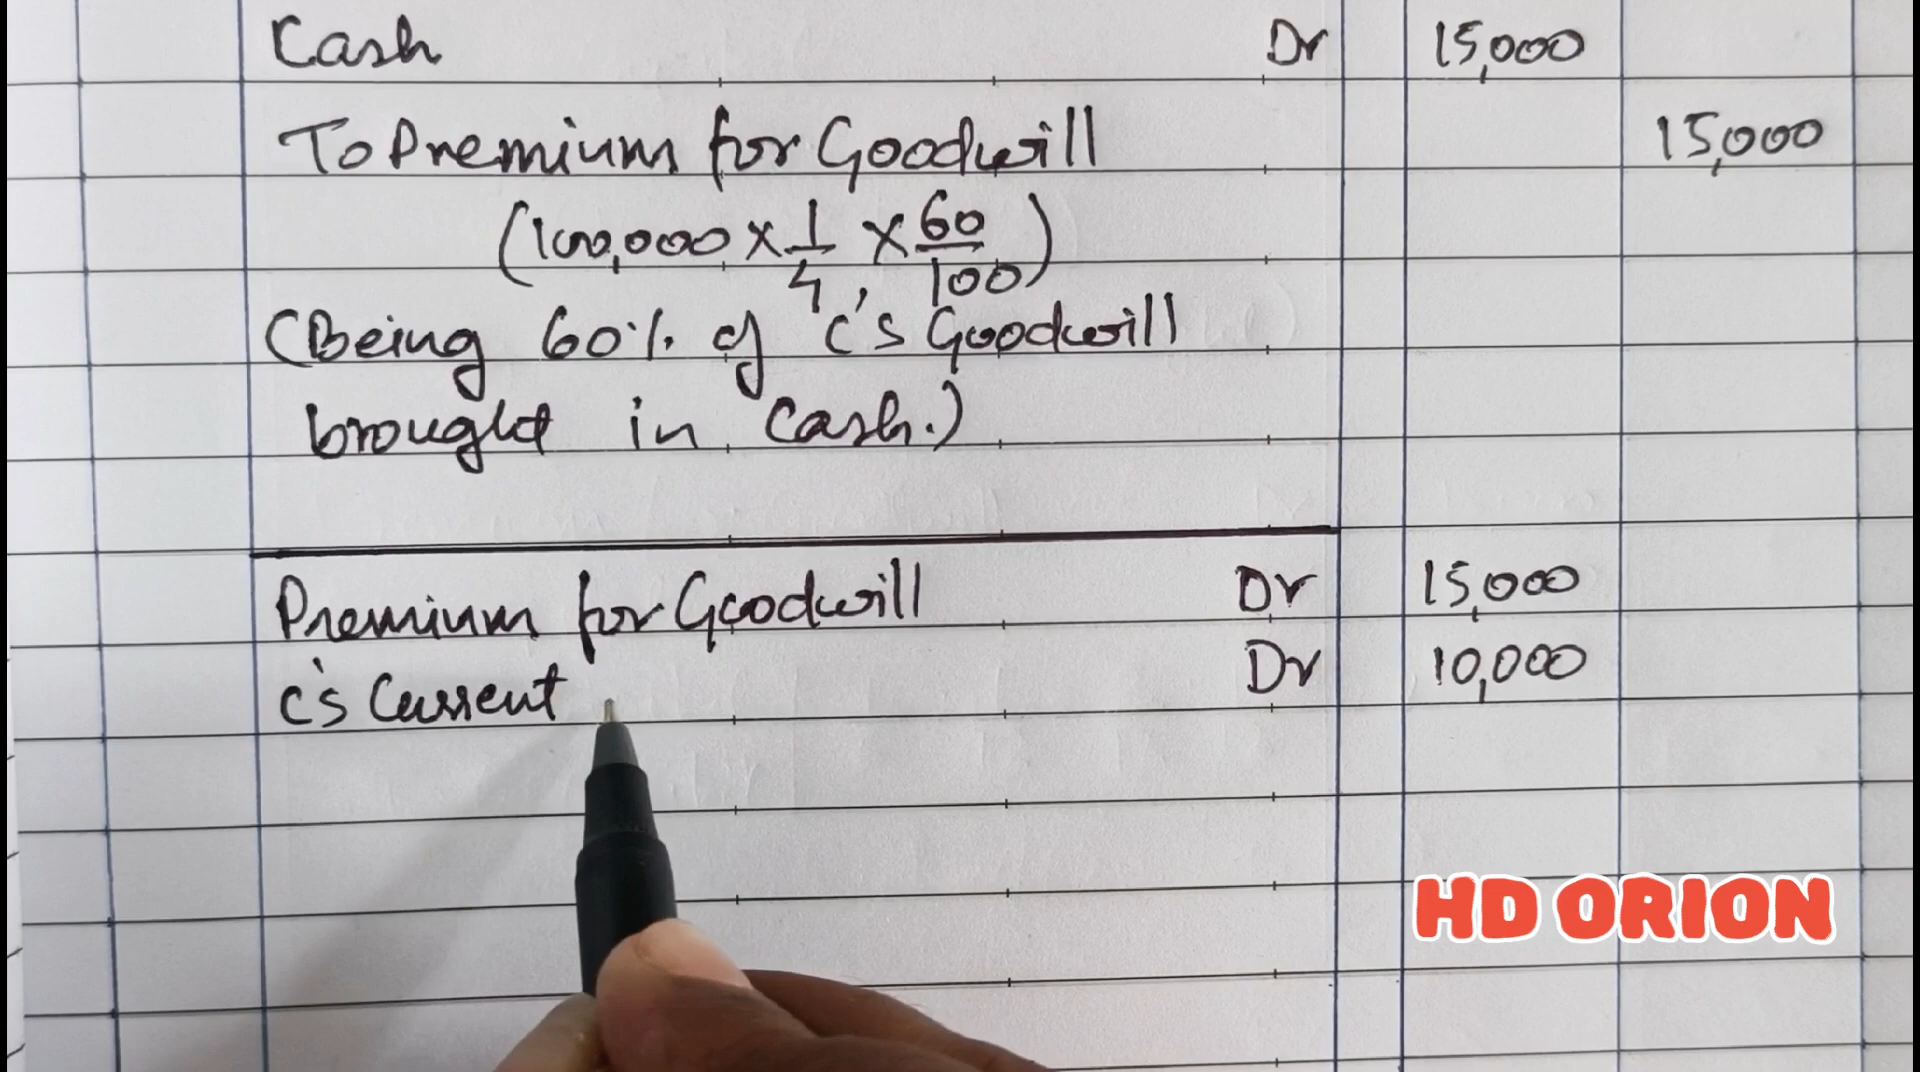 Cash Dr 15,000
To Premium for Goodwill 15,000
(100,000 × 1/4 × 60/100)
(Being 60% of 'C's Goodwill
brought in Cash.)
Premium for Goodwill Dr 15,000
C's Current Dr 10,000
HD ORION